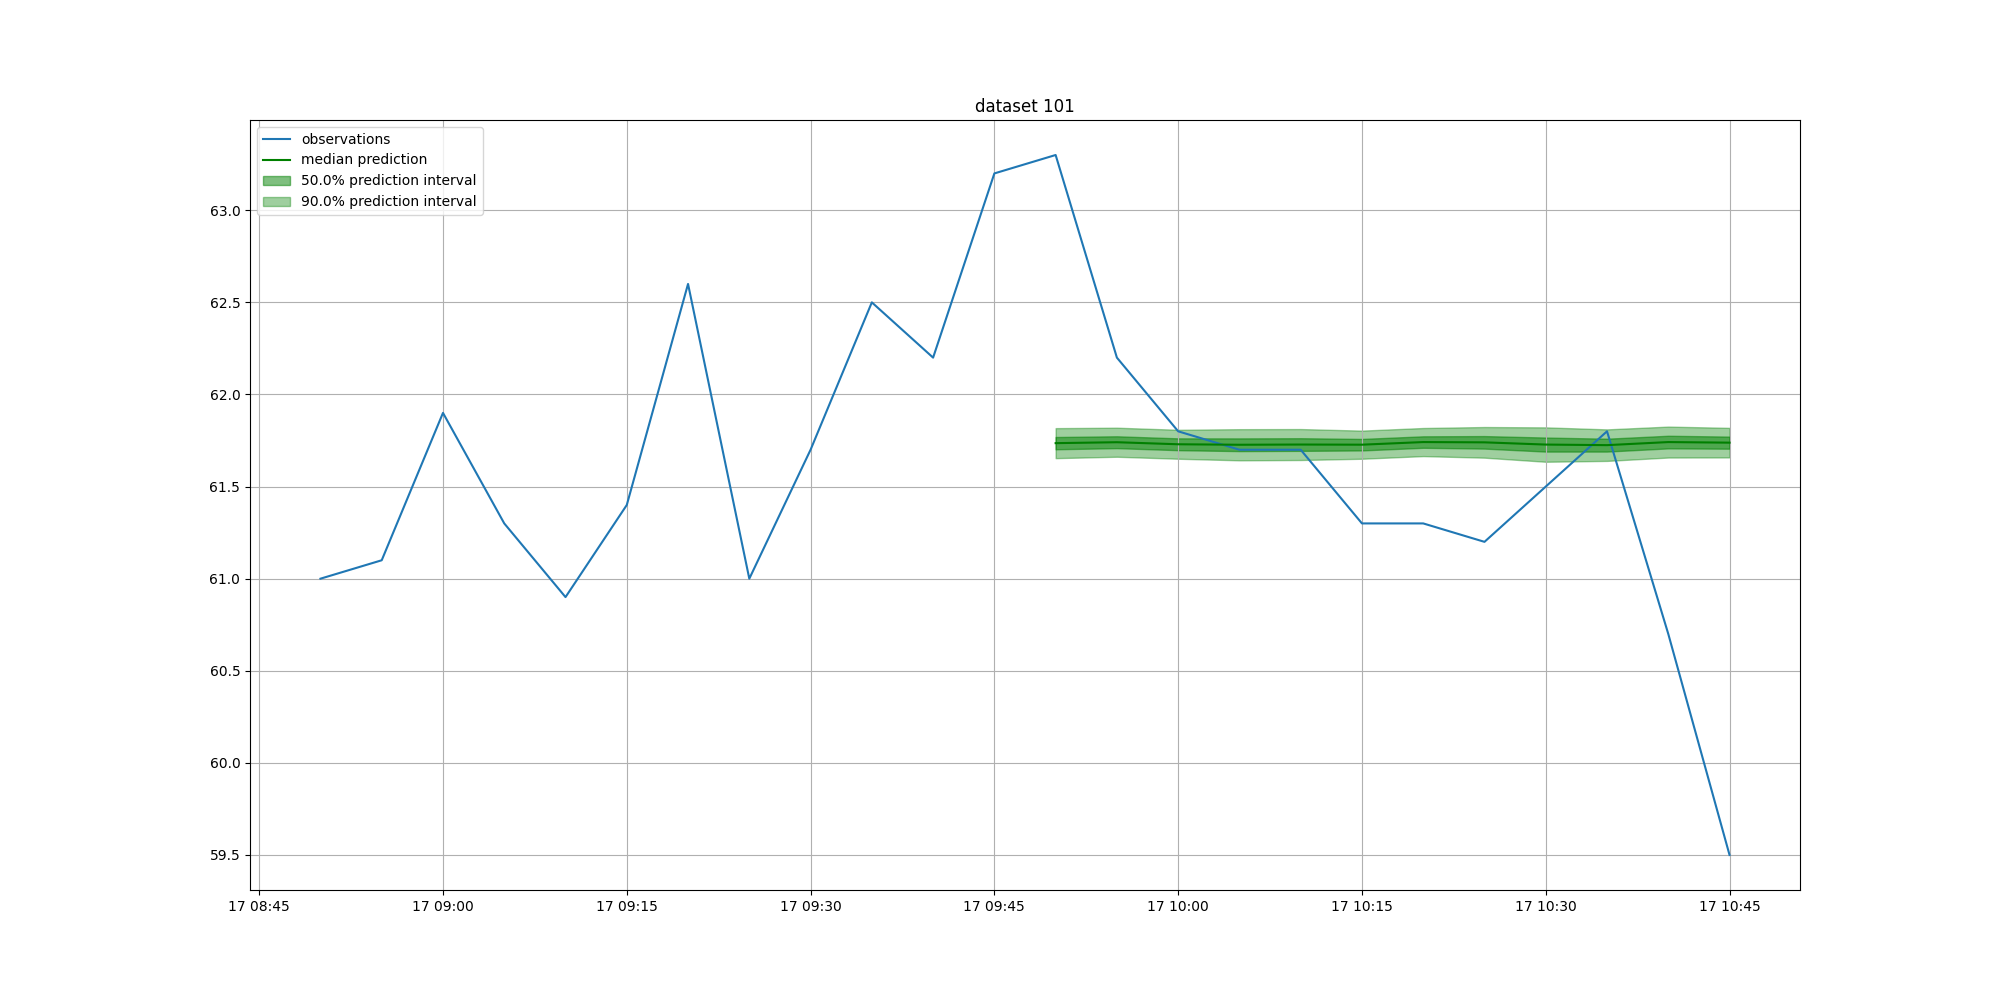 dataset 101
observations
median prediction
50.0% prediction interval
90.0% prediction interval
63.0
62.5
62.0
61.5
61.0
60.5
60.0
59.5
17 08:45 17 09:00 17 09:15 17 09:30 17 09:45 17 10:00 17 10:15 17 10:30 17 10:45